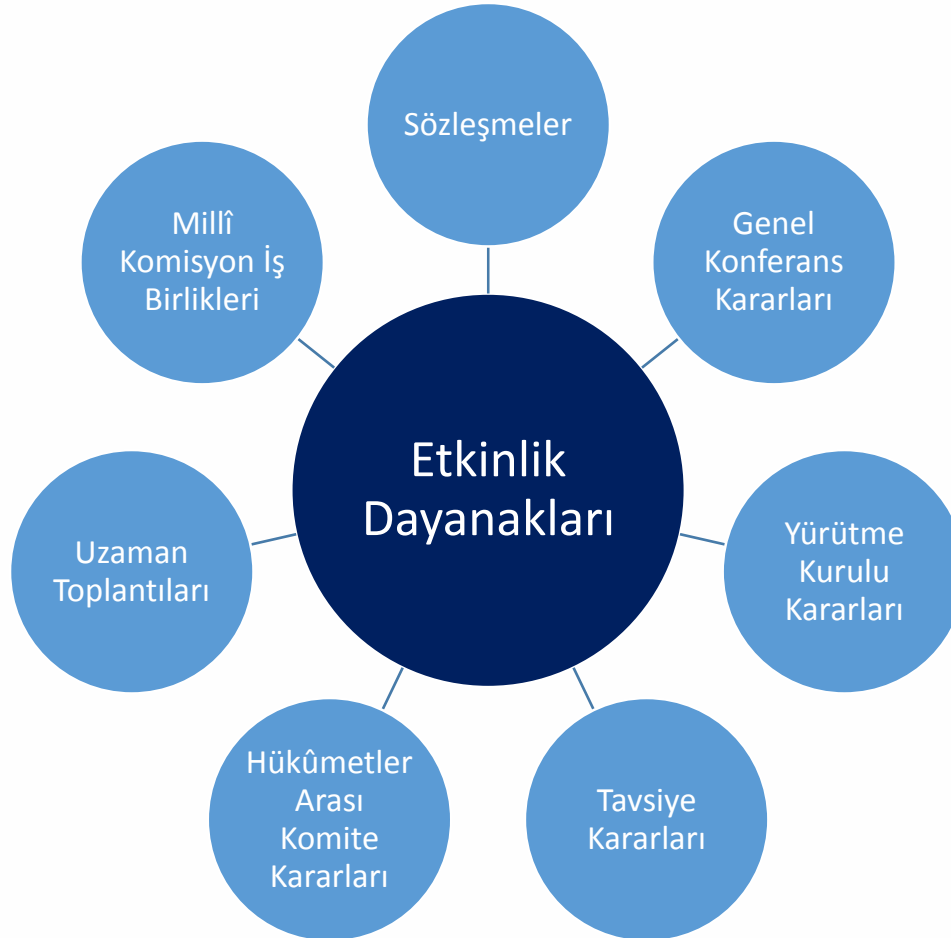 Sözleşmeler
Genel
Konferans
Kararları
Yürütme
Kurulu
Kararları
Tavsiye
Kararları
Hükûmetler
Arası
Komite
Kararları
Uzaman
Toplantıları
Millî
Komisyon İş
Birlikleri
Etkinlik
Dayanakları